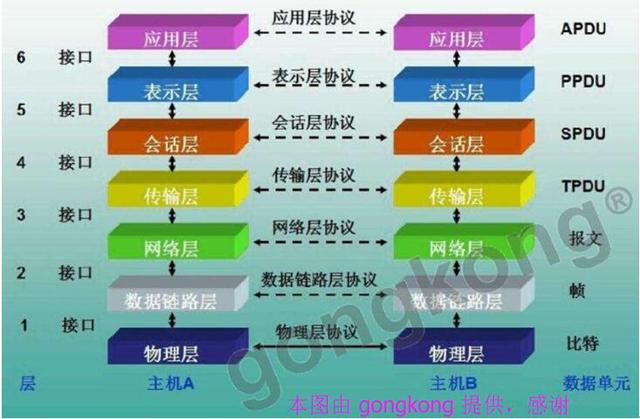 应用层 应用层协议 应用层 APDU
6 接口
表示层 表示层协议 表示层 PPDU
5 接口
会话层 会话层协议 会话层 SPDU
4 接口
传输层 传输层协议 传输层 TPDU
3 接口
网络层 网络层协议 网络层 报文
2 接口
数据链路层 数据链路层协议 数据链路层 帧
1 接口
物理层 物理层协议 物理层 比特
层 主机A 主机B 数据单元
gongkong®
本图由 gongkong 提供，感谢